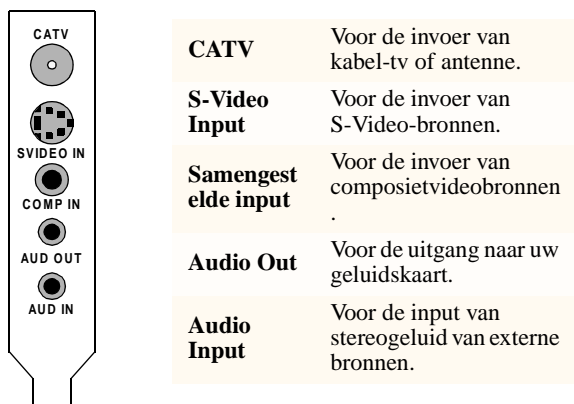 CATV
SVIDEO IN
COMP IN
AUD OUT
AUD IN
CATV
Voor de invoer van
kabel-tv of antenne.
S-Video
Input
Voor de invoer van
S-Video-bronnen.
Samengest
elde input
Voor de invoer van
composietvideobronnen
.
Audio Out
Voor de uitgang naar uw
geluidskaart.
Audio
Input
Voor de input van
stereogeluid van externe
bronnen.